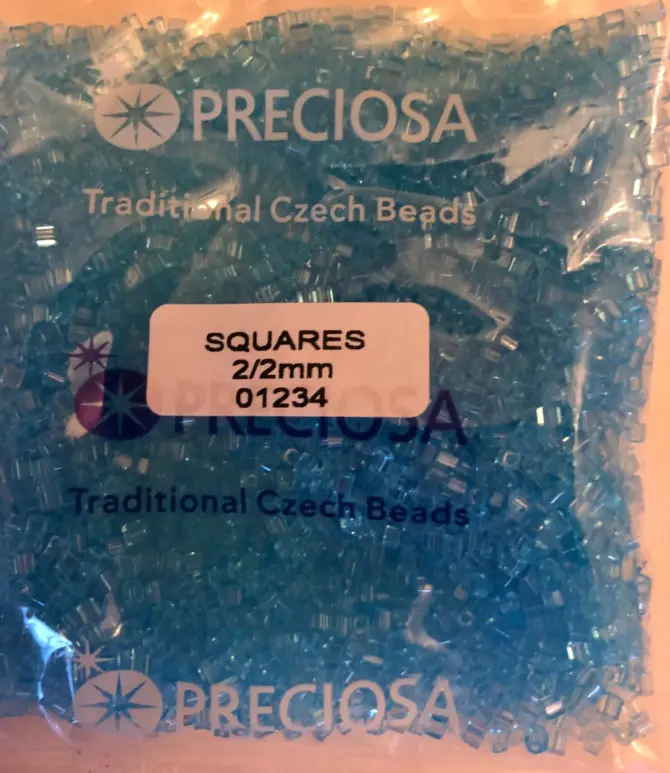 PRECIOSA
Traditional Czech Beads
SQUARES
2/2mm
01234
PRECIOSA
Traditional Czech Beads
PRECIOSA